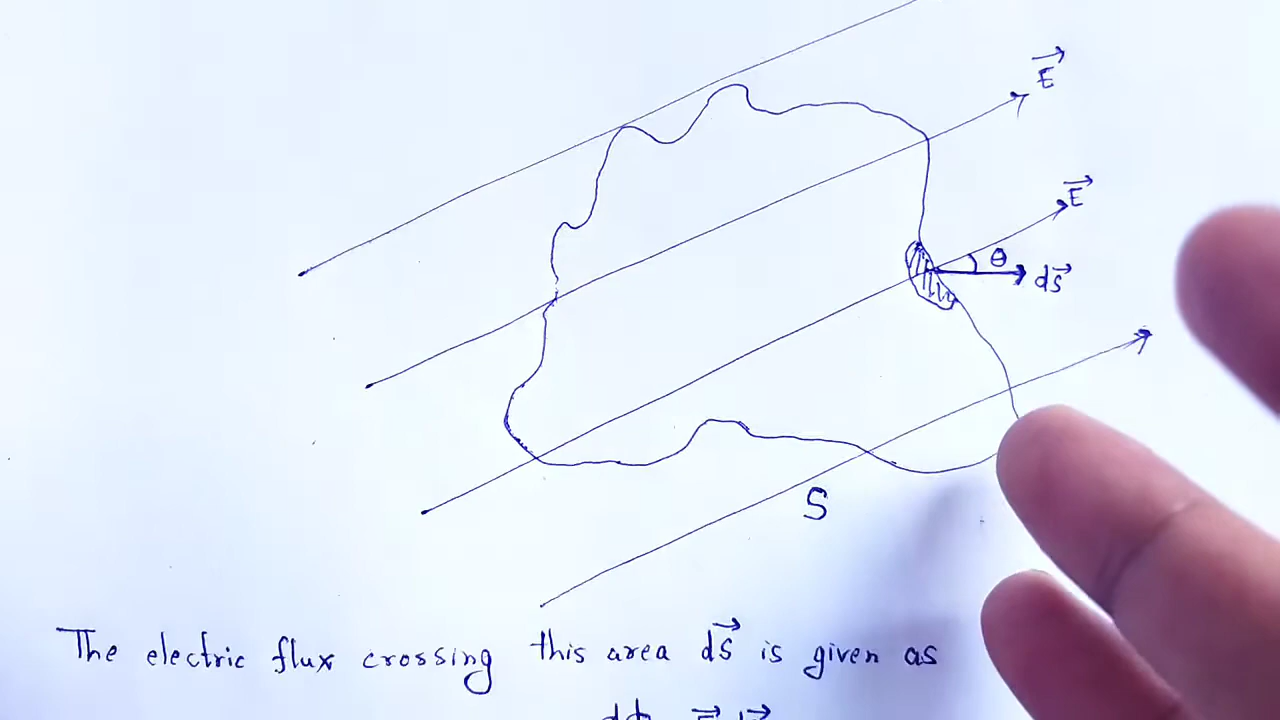 E⃗
E⃗
θ
ds⃗
S
The electric flux crossing this area ds⃗ is given as